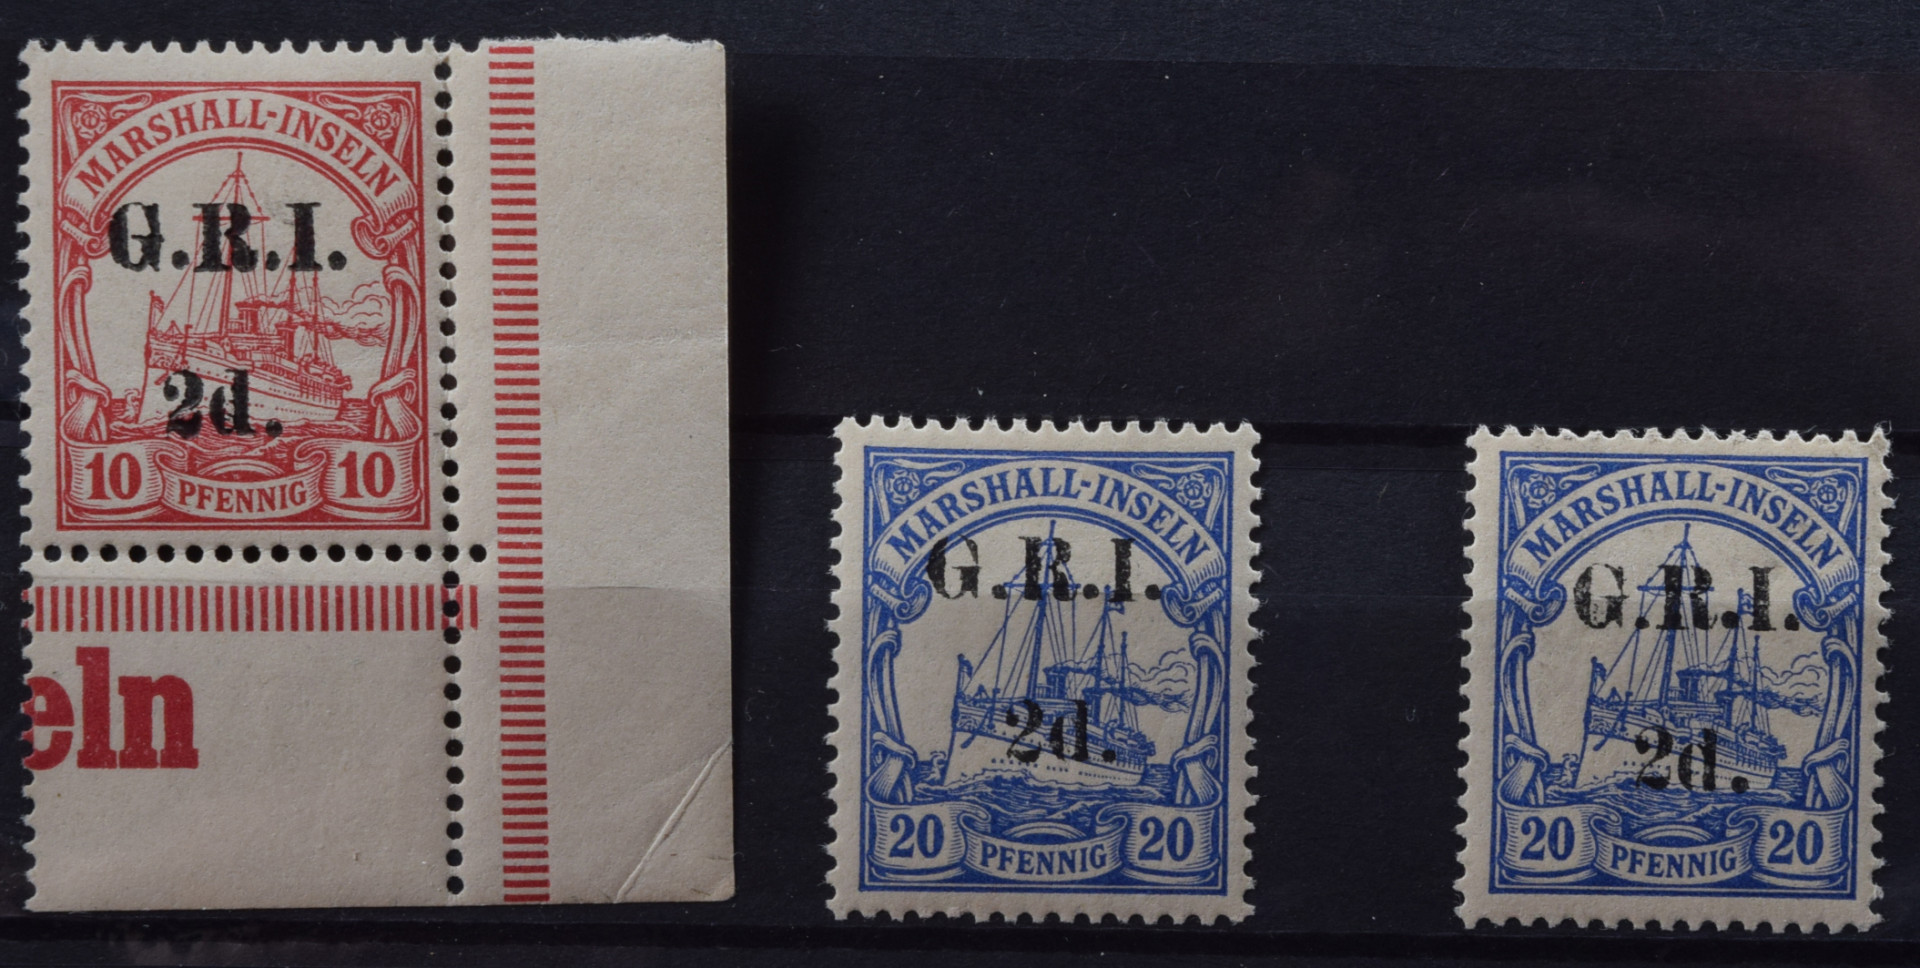 MARSHALL-INSELN
G.R.I.
2d.
10 PFENNIG 10
eln
MARSHALL-INSELN
G.R.I.
2d.
20 PFENNIG 20
MARSHALL-INSELN
G.R.I.
2d.
20 PFENNIG 20